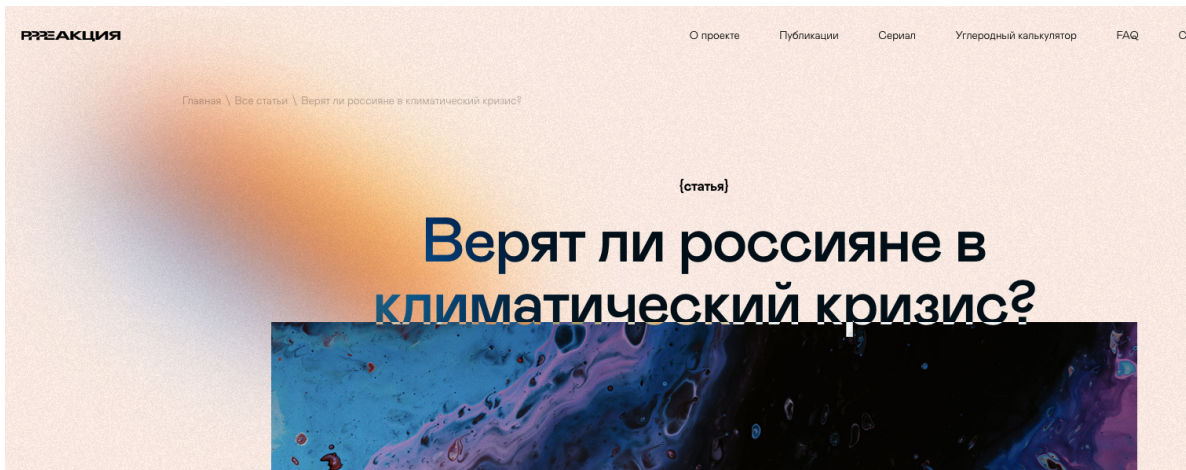 РРРЕАКЦИЯ
О проекте Публикации Сериал Углеродный калькулятор FAQ
Главная \ Все статьи \ Верят ли россияне в климатический кризис?
{статья}
Верят ли россияне в
климатический кризис?